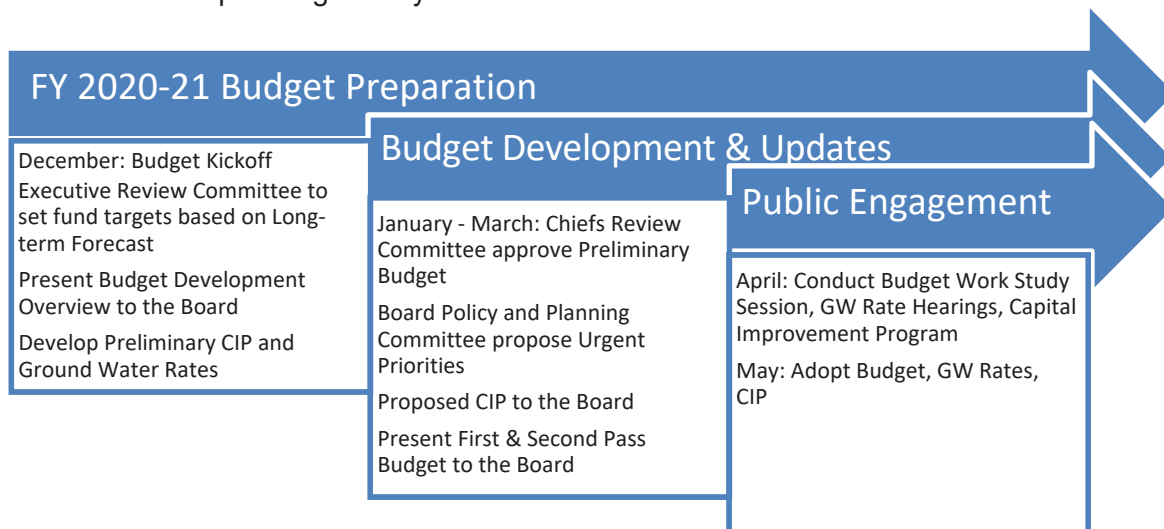 FY 2020-21 Budget Preparation
December: Budget Kickoff
Executive Review Committee to
set fund targets based on Long-
term Forecast
Present Budget Development
Overview to the Board
Develop Preliminary CIP and
Ground Water Rates
Budget Development & Updates
January - March: Chiefs Review
Committee approve Preliminary
Budget
Board Policy and Planning
Committee propose Urgent
Priorities
Proposed CIP to the Board
Present First & Second Pass
Budget to the Board
Public Engagement
April: Conduct Budget Work Study
Session, GW Rate Hearings, Capital
Improvement Program
May: Adopt Budget, GW Rates,
CIP